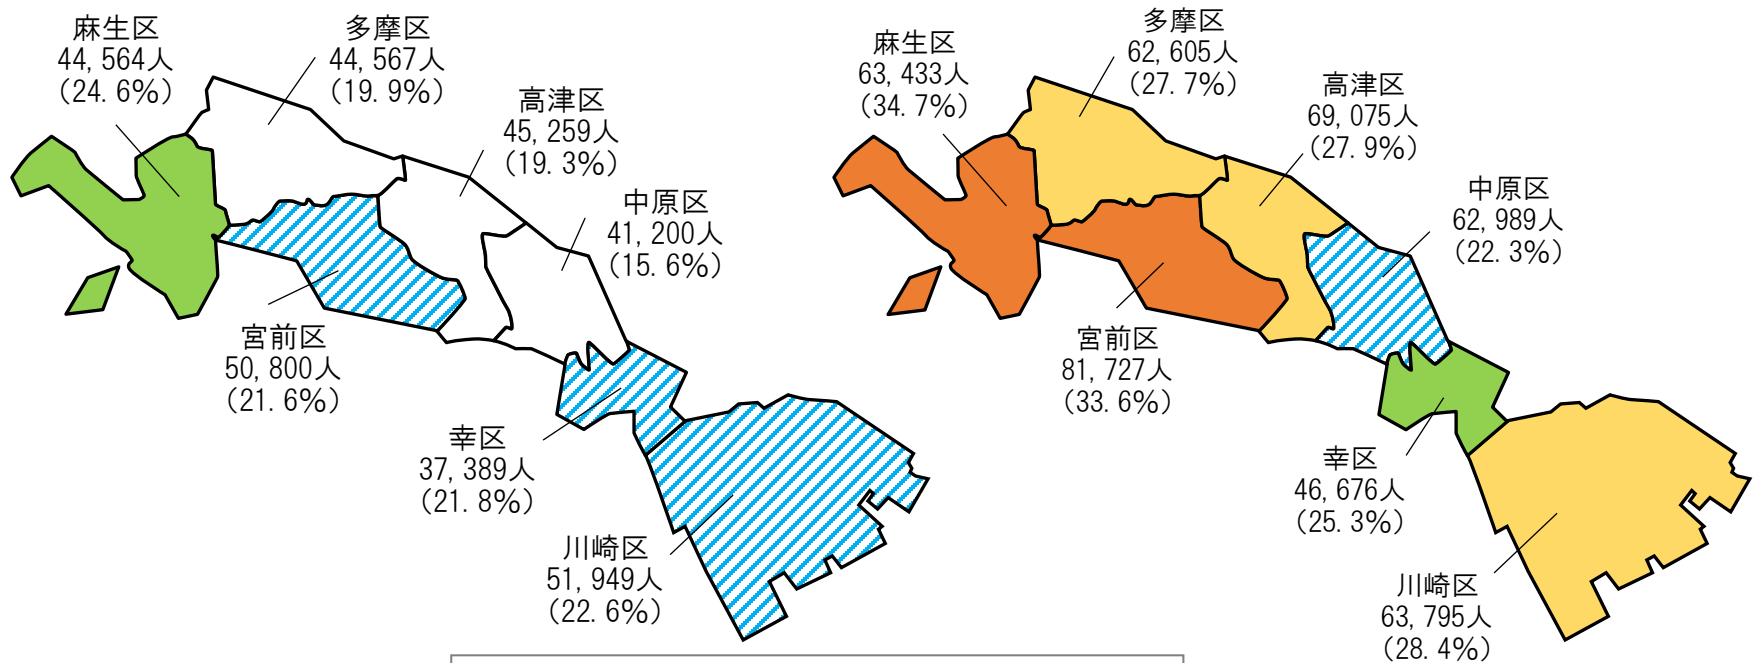 麻生区
44,564人
(24.6%)
多摩区
44,567人
(19.9%)
高津区
45,259人
(19.3%)
中原区
41,200人
(15.6%)
宮前区
50,800人
(21.6%)
幸区
37,389人
(21.8%)
川崎区
51,949人
(22.6%)
麻生区
63,433人
(34.7%)
多摩区
62,605人
(27.7%)
高津区
69,075人
(27.9%)
中原区
62,989人
(22.3%)
宮前区
81,727人
(33.6%)
幸区
46,676人
(25.3%)
川崎区
63,795人
(28.4%)